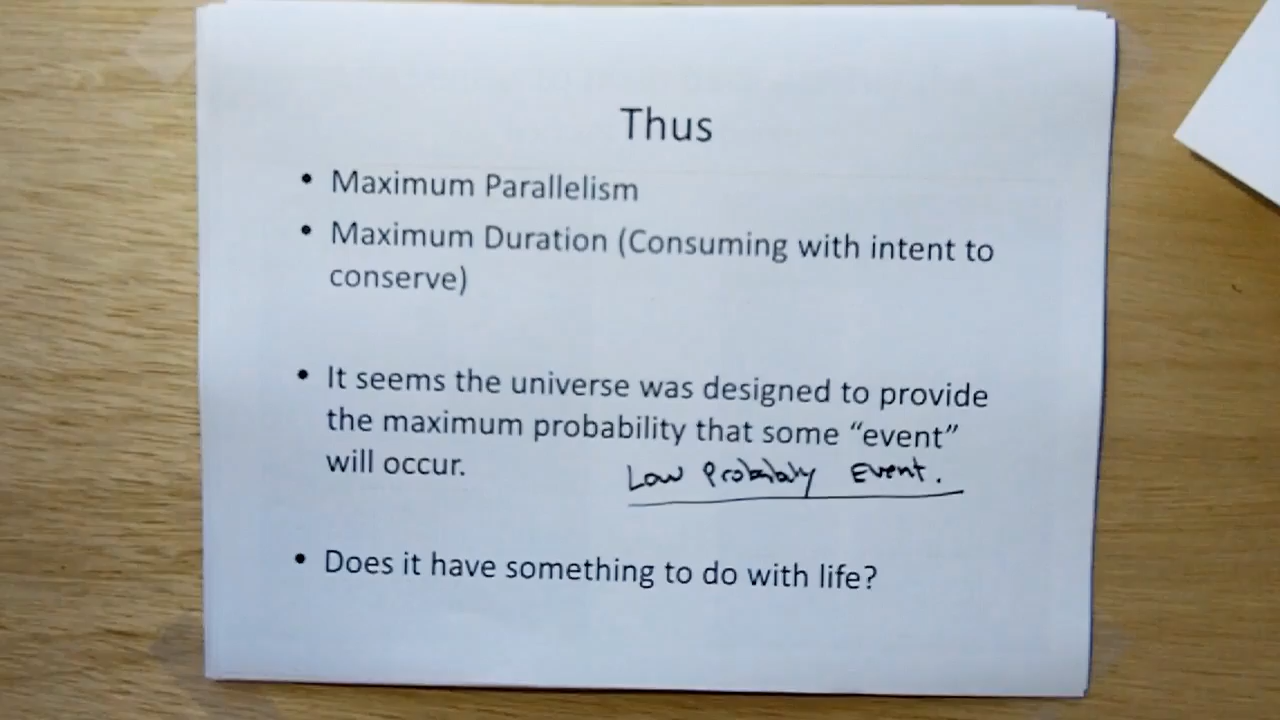 Thus
• Maximum Parallelism
• Maximum Duration (Consuming with intent to
conserve)
• It seems the universe was designed to provide
the maximum probability that some “event”
will occur.
Low Probably Event.
• Does it have something to do with life?